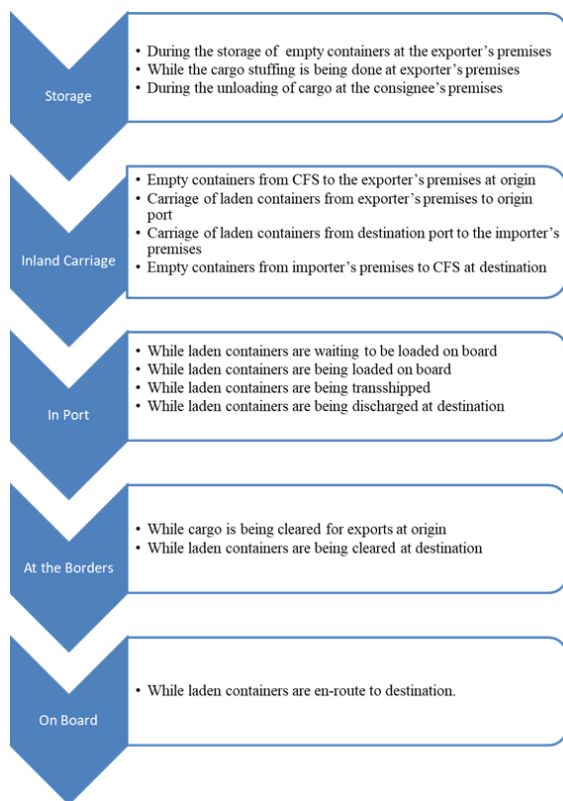 Storage
• During the storage of empty containers at the exporter's premises
• While the cargo stuffing is being done at exporter's premises
• During the unloading of cargo at the consignee's premises
Inland Carriage
• Empty containers from CFS to the exporter's premises at origin
• Carriage of laden containers from exporter's premises to origin
port
• Carriage of laden containers from destination port to the importer's
premises
• Empty containers from importer's premises to CFS at destination
In Port
• While laden containers are waiting to be loaded on board
• While laden containers are being loaded on board
• While laden containers are being transshipped
• While laden containers are being discharged at destination
At the Borders
• While cargo is being cleared for exports at origin
• While laden containers are being cleared at destination
On Board
• While laden containers are en-route to destination.